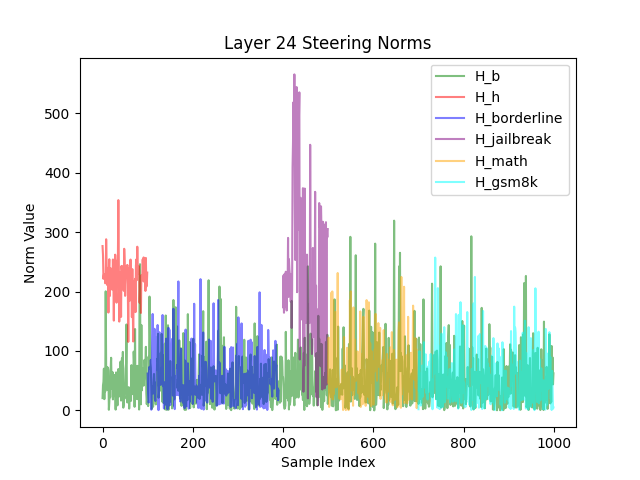 Layer 24 Steering Norms
Norm Value
500
400
300
200
100
0
H_b
H_h
H_borderline
H_jailbreak
H_math
H_gsm8k
0 200 400 600 800 1000
Sample Index